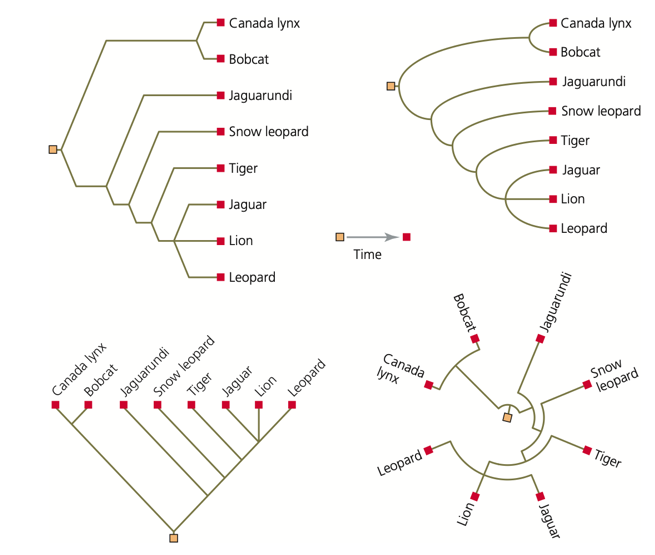 Canada lynx
Bobcat
Jaguarundi
Snow leopard
Tiger
Jaguar
Lion
Leopard
Canada lynx
Bobcat
Jaguarundi
Snow leopard
Tiger
Jaguar
Lion
Leopard
Time
Canada lynx
Bobcat
Jaguarundi
Snow leopard
Tiger
Jaguar
Lion
Leopard
Canada
lynx
Bobcat
Jaguarundi
Snow
leopard
Tiger
Jaguar
Lion
Leopard